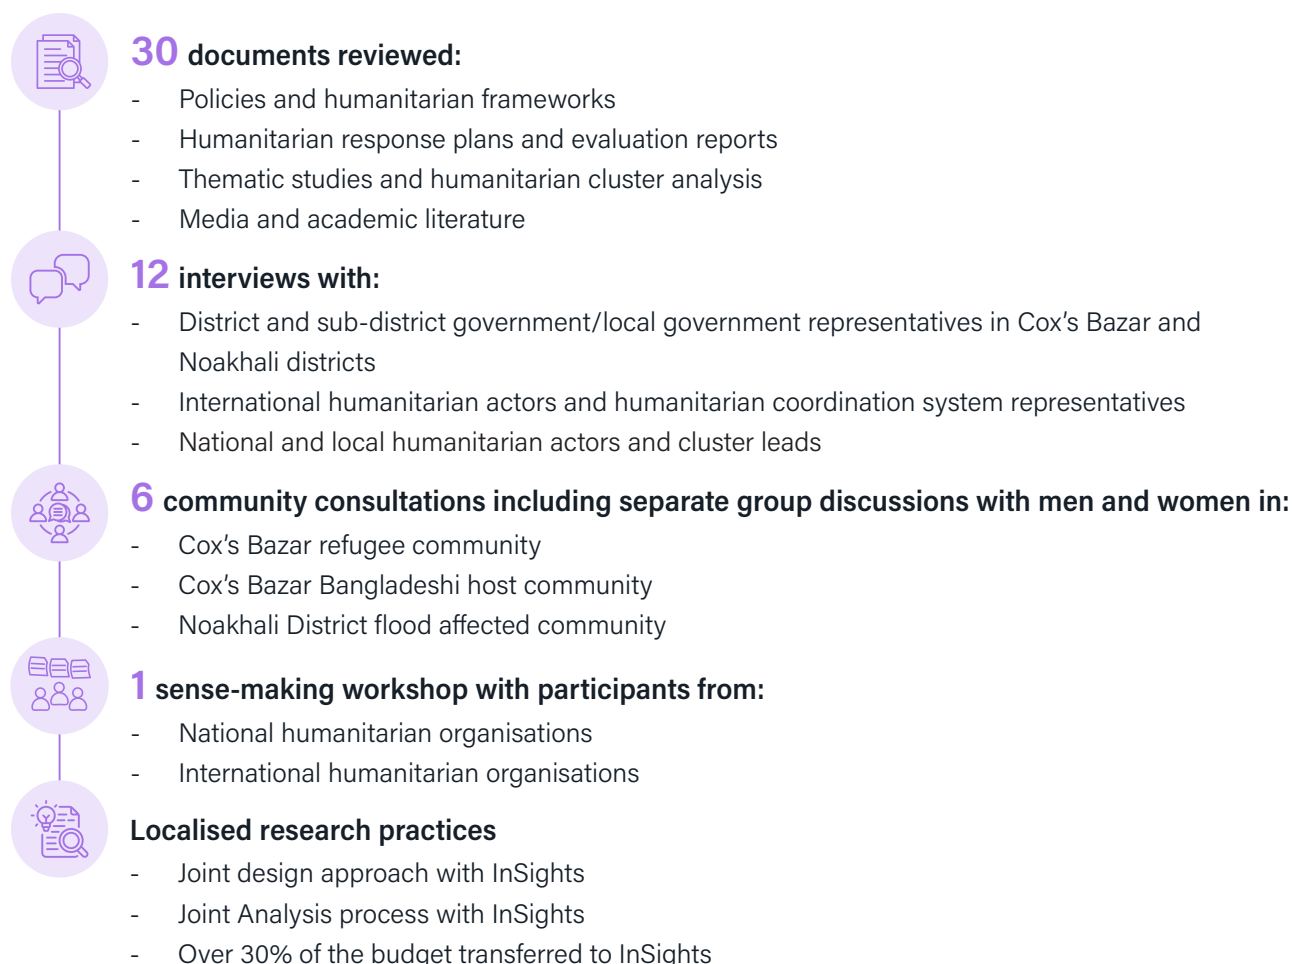 30 documents reviewed:
- Policies and humanitarian frameworks
- Humanitarian response plans and evaluation reports
- Thematic studies and humanitarian cluster analysis
- Media and academic literature
12 interviews with:
- District and sub-district government/local government representatives in Cox's Bazar and
Noakhali districts
- International humanitarian actors and humanitarian coordination system representatives
- National and local humanitarian actors and cluster leads
6 community consultations including separate group discussions with men and women in:
- Cox's Bazar refugee community
- Cox's Bazar Bangladeshi host community
- Noakhali District flood affected community
1 sense-making workshop with participants from:
- National humanitarian organisations
- International humanitarian organisations
Localised research practices
- Joint design approach with InSights
- Joint Analysis process with InSights
- Over 30% of the budget transferred to InSights